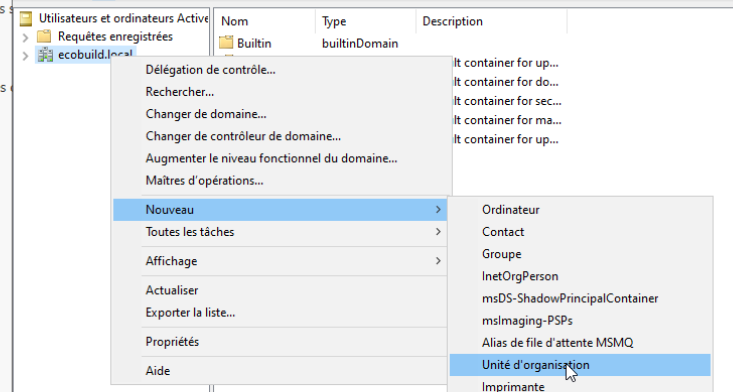 Utilisateurs et ordinateurs Active
Nom Type Description
Requêtes enregistrées
Builtin builtinDomain
ecobuild.local
Délégation de contrôle...
lt container for up...
Rechercher...
lt container for do...
Changer de domaine...
lt container for sec...
Changer de contrôleur de domaine...
lt container for ma...
Augmenter le niveau fonctionnel du domaine...
lt container for up...
Maîtres d'opérations...
Nouveau
Toutes les tâches
Affichage
Actualiser
Exporter la liste...
Propriétés
Aide
Ordinateur
Contact
Groupe
InetOrgPerson
msDS-ShadowPrincipalContainer
msImaging-PSPs
Alias de file d'attente MSMQ
Unité d'organisation
Imprimante